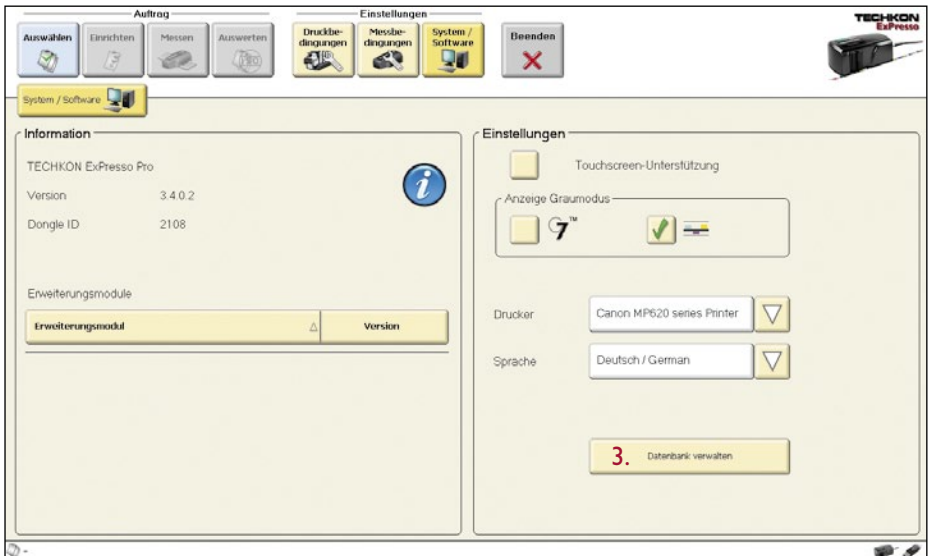 Auftrag
Einstellungen
Auswählen
Einrichten
Messen
Auswerten
Druckbe-
dingungen
Messbe-
dingungen
System /
Software
Beenden
TECHKON
ExPresso
System / Software
Information
TECHKON ExPresso Pro
Version 3.4.0.2
Dongle ID 2108
Erweiterungsmodule
Erweiterungsmodul Version
Einstellungen
Touchscreen-Unterstützung
Anzeige Graumodus
G7™
Drucker Canon MP620 series Printer
Sprache Deutsch / German
3. Datenbank verwalten
-